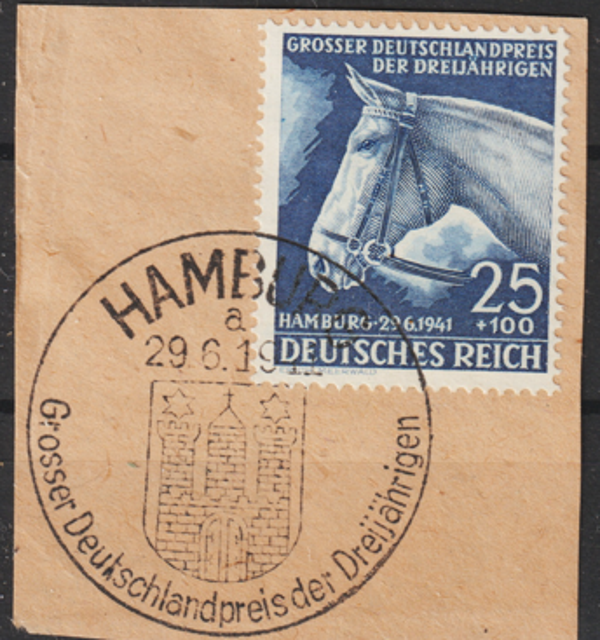 GROSSER DEUTSCHLANDPREIS
DER DREIJÄHRIGEN
25
HAMBURG·29.6.1941 +100
DEUTSCHES REICH
HAMBURG
a
29.6.19
Grosser Deutschlandpreis der Dreijährigen